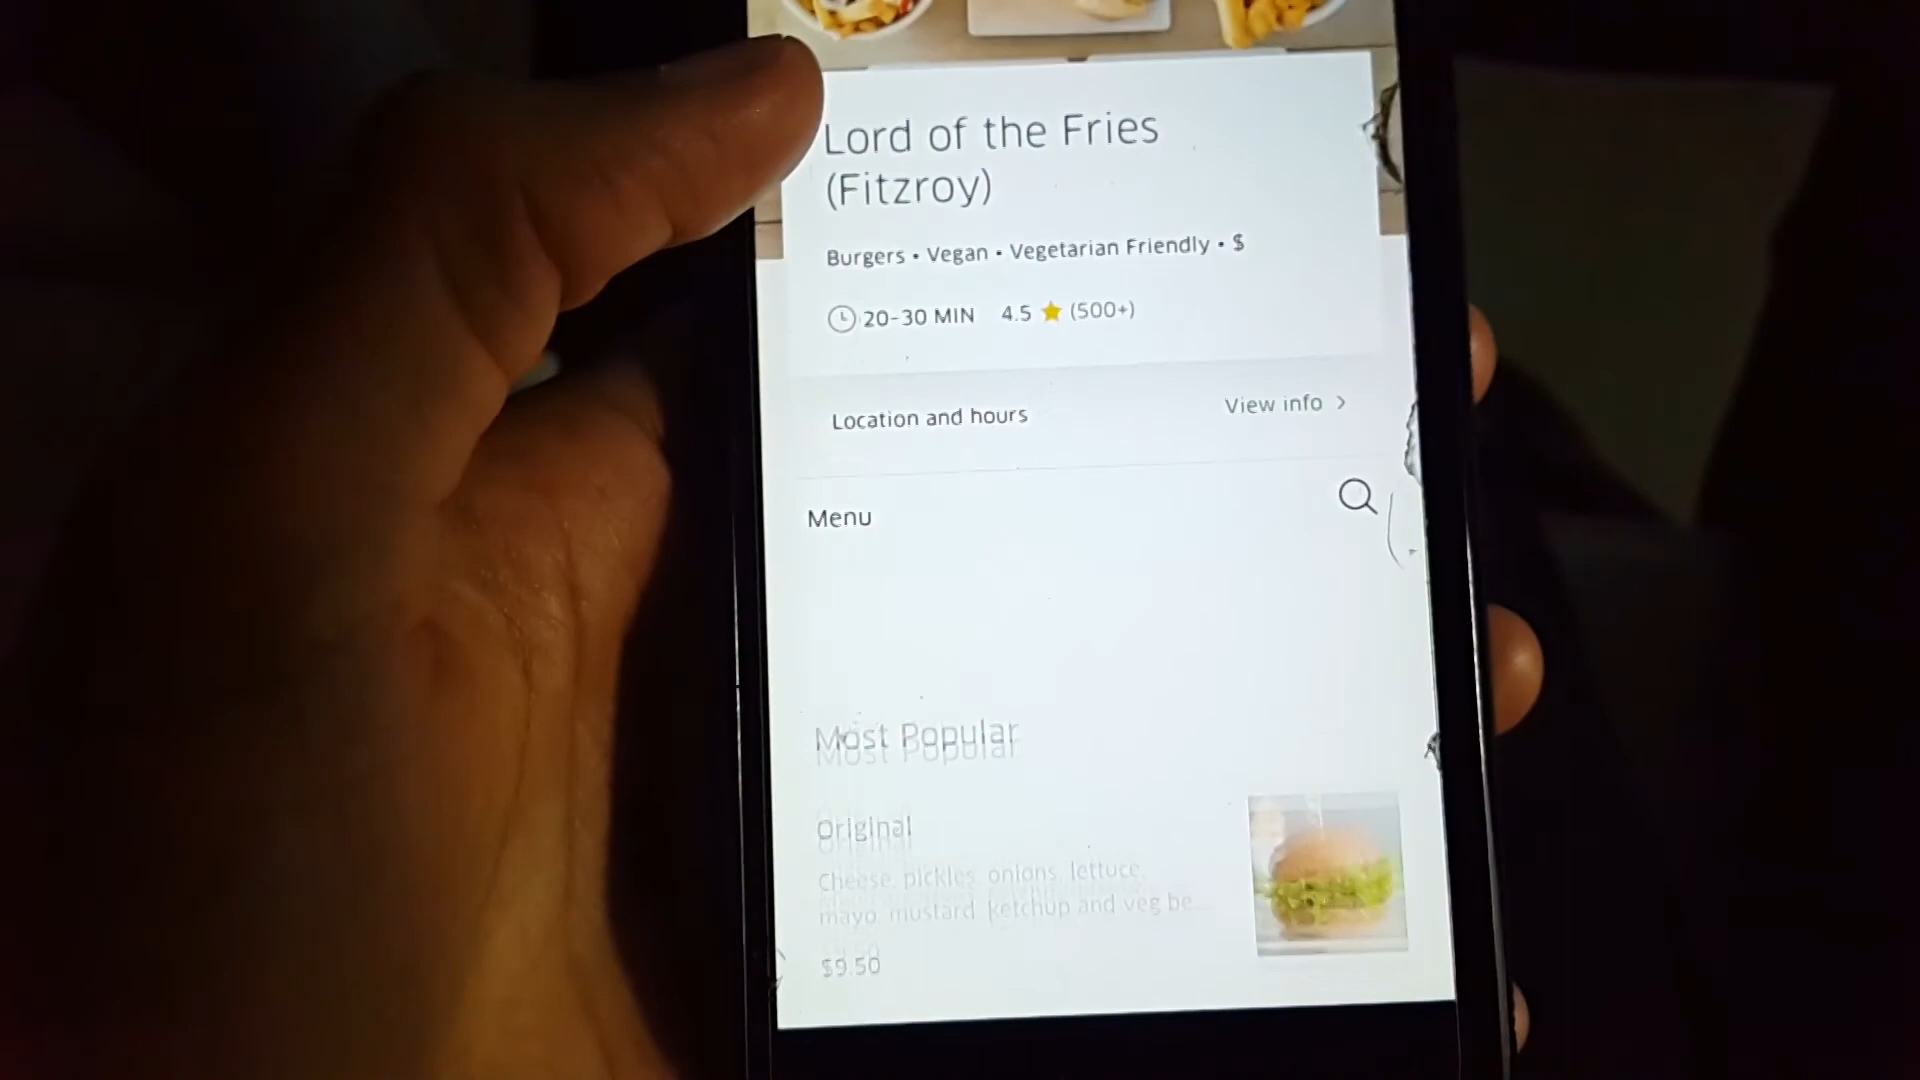 Lord of the Fries
(Fitzroy)
Burgers • Vegan • Vegetarian Friendly • $
20-30 MIN 4.5 ★ (500+)
Location and hours View info >
Menu
Most Popular
Original
Cheese, pickles, onions, lettuce,
mayo, mustard, ketchup and veg be...
$9.50